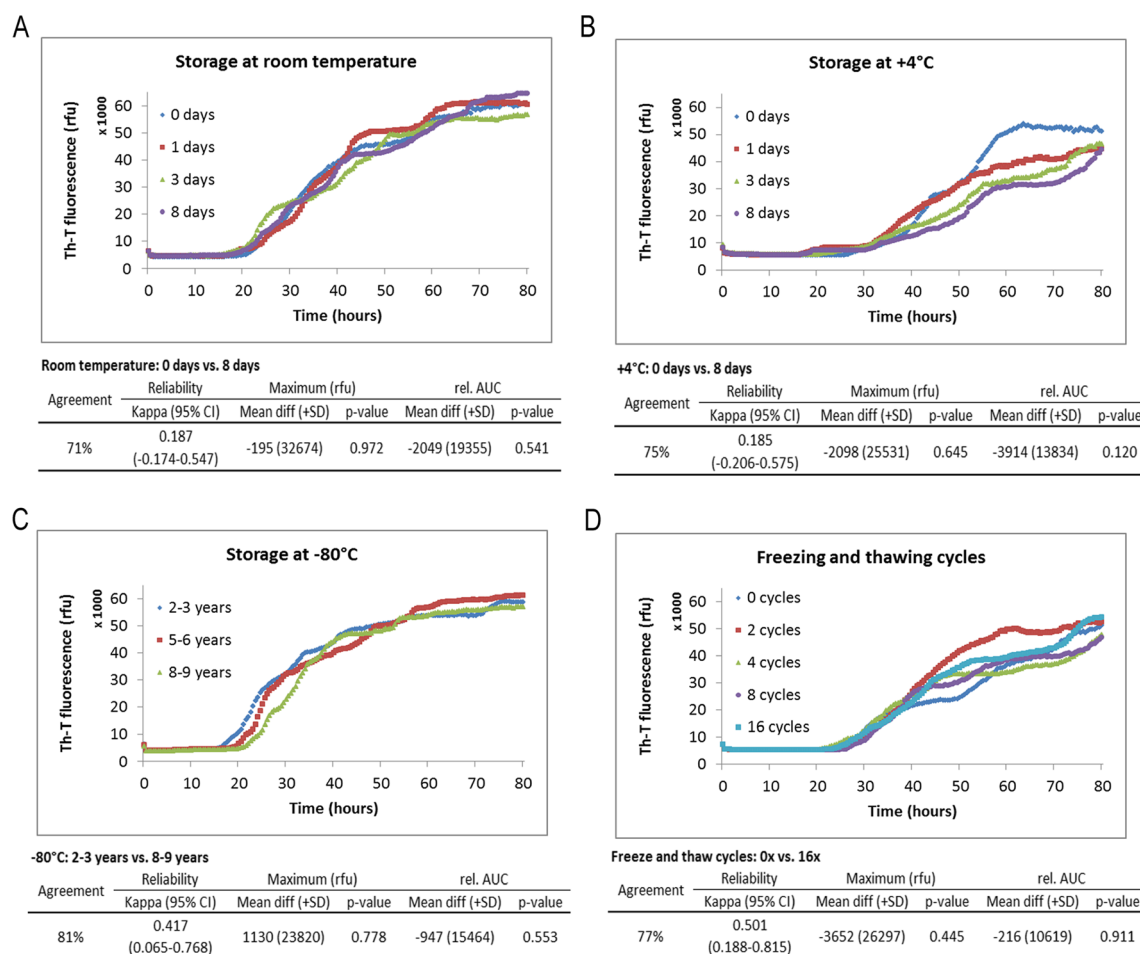 A
Storage at room temperature
Th-T fluorescence (rfu)
x 1000
60
50
40
30
20
10
0
0 days
1 days
3 days
8 days
0 10 20 30 40 50 60 70 80
Time (hours)
Room temperature: 0 days vs. 8 days
Agreement Reliability Maximum (rfu) rel. AUC
Kappa (95% CI) Mean diff (+SD) p-value Mean diff (+SD) p-value
71% 0.187 (-0.174-0.547) -195 (32674) 0.972 -2049 (19355) 0.541
B
Storage at +4°C
Th-T fluorescence (rfu)
x 1000
60
50
40
30
20
10
0
0 days
1 days
3 days
8 days
0 10 20 30 40 50 60 70 80
Time (hours)
+4°C: 0 days vs. 8 days
Agreement Reliability Maximum (rfu) rel. AUC
Kappa (95% CI) Mean diff (+SD) p-value Mean diff (+SD) p-value
75% 0.185 (-0.206-0.575) -2098 (25531) 0.645 -3914 (13834) 0.120
C
Storage at -80°C
Th-T fluorescence (rfu)
x 1000
60
50
40
30
20
10
0
2-3 years
5-6 years
8-9 years
0 10 20 30 40 50 60 70 80
Time (hours)
-80°C: 2-3 years vs. 8-9 years
Agreement Reliability Maximum (rfu) rel. AUC
Kappa (95% CI) Mean diff (+SD) p-value Mean diff (+SD) p-value
81% 0.417 (0.065-0.768) 1130 (23820) 0.778 -947 (15464) 0.553
D
Freezing and thawing cycles
Th-T fluorescence (rfu)
x 1000
60
50
40
30
20
10
0
0 cycles
2 cycles
4 cycles
8 cycles
16 cycles
0 10 20 30 40 50 60 70 80
Time (hours)
Freeze and thaw cycles: 0x vs. 16x
Agreement Reliability Maximum (rfu) rel. AUC
Kappa (95% CI) Mean diff (+SD) p-value Mean diff (+SD) p-value
77% 0.501 (0.188-0.815) -3652 (26297) 0.445 -216 (10619) 0.911